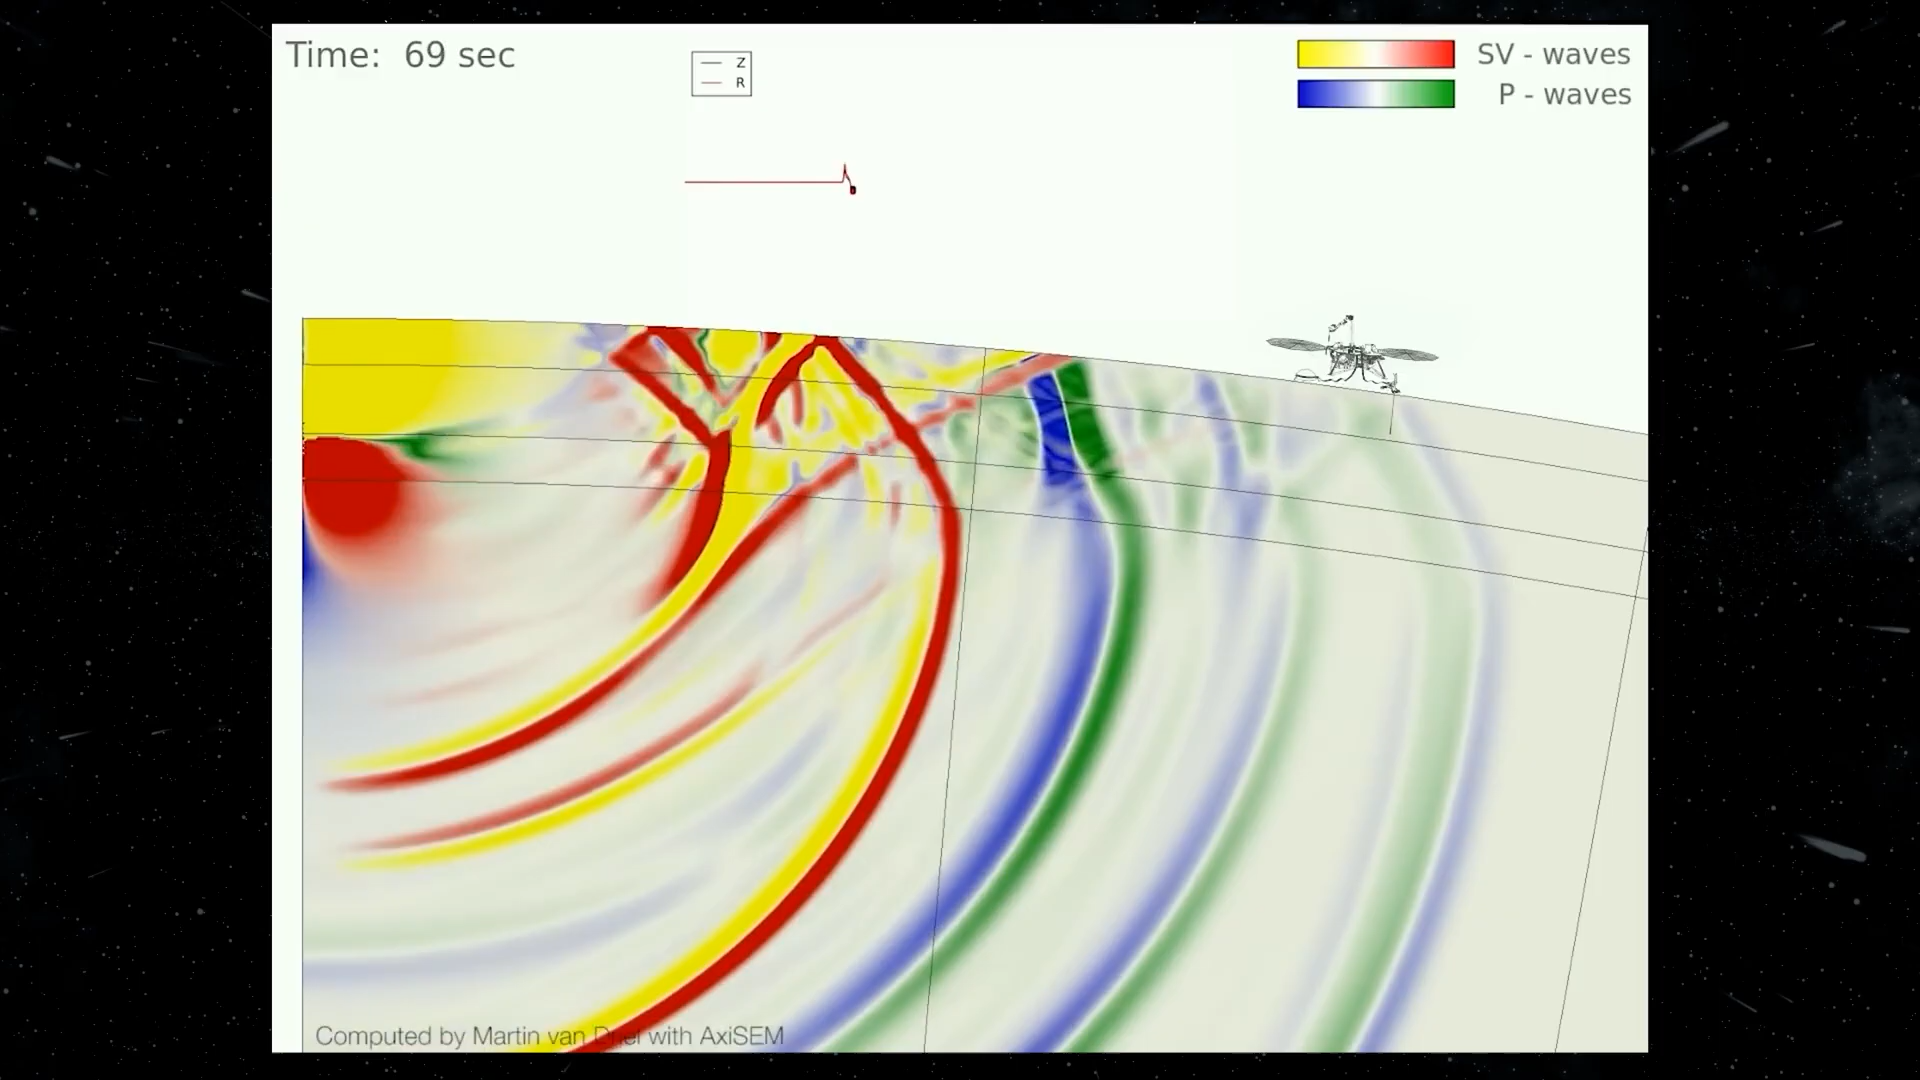 Time: 69 sec
Z
R
SV - waves
P - waves
Computed by Martin van Driel with AxiSEM